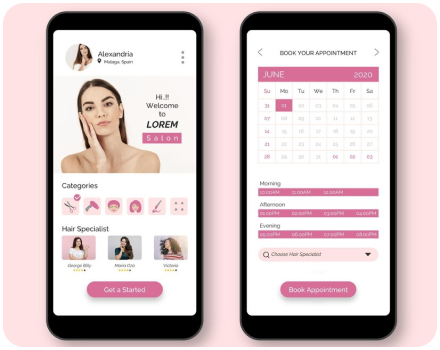 Alexandria
Malaga, Spain
Hi..!!
Welcome
to
LOREM
Salon
Categories
Hair Specialist
George Billy
Maria Das
Victoria
Get a Started
BOOK YOUR APPOINTMENT
JUNE 2020
Su Mo Tu We Th Fr Sa
31 01 02 03 04 05 06
07 08 09 10 11 12 13
14 15 16 17 18 19 20
21 22 23 24 25 26 27
28 29 30 31 01 02 03
Morning
10:00AM 11:00AM 12:00AM
Afternoon
01:00PM 02:00PM 03:00PM 04:00PM
Evening
05:00PM 06:00PM 07:00PM 08:00PM
Choose Hair Specialist
Book Appointment